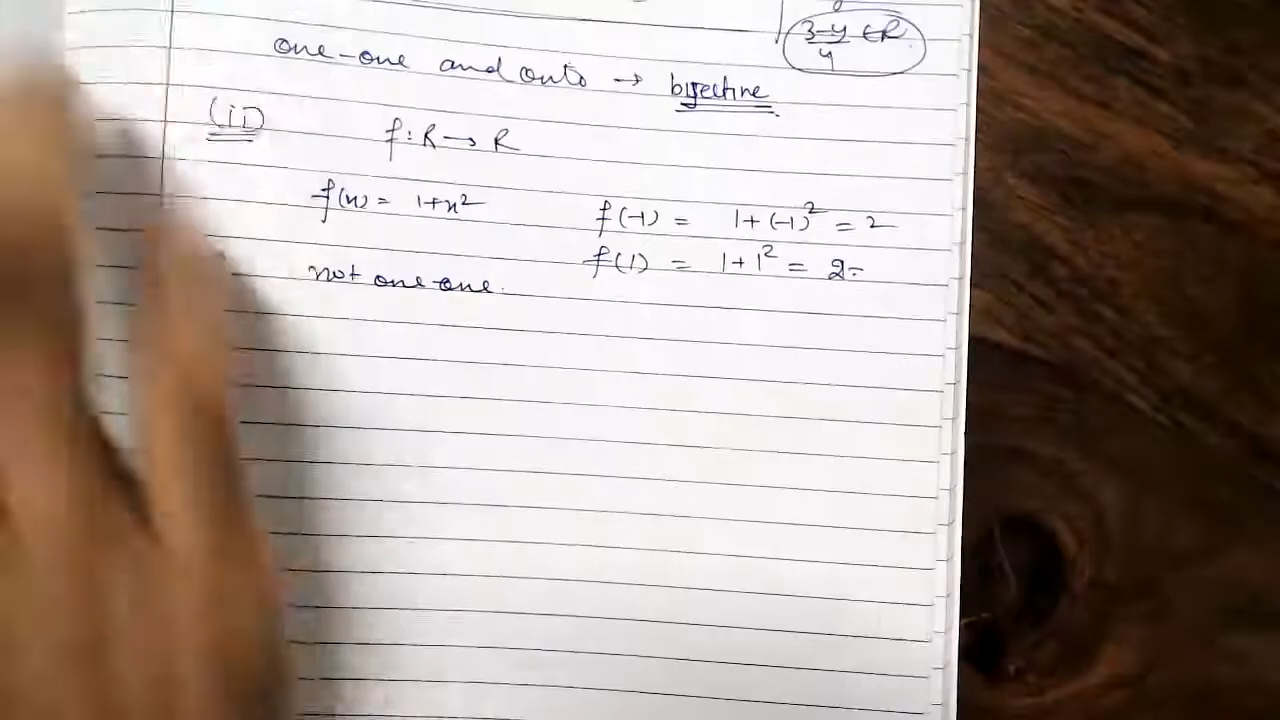 3-y/4 ∈ R.
one-one and onto → bijective
(ii) f: R → R
f(x) = 1+x² f(-1) = 1+(-1)² = 2
f(1) = 1+1² = 2
not one-one.